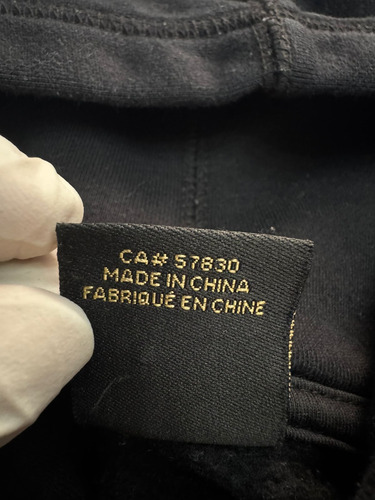 CA# 57830
MADE IN CHINA
FABRIQUÉ EN CHINE